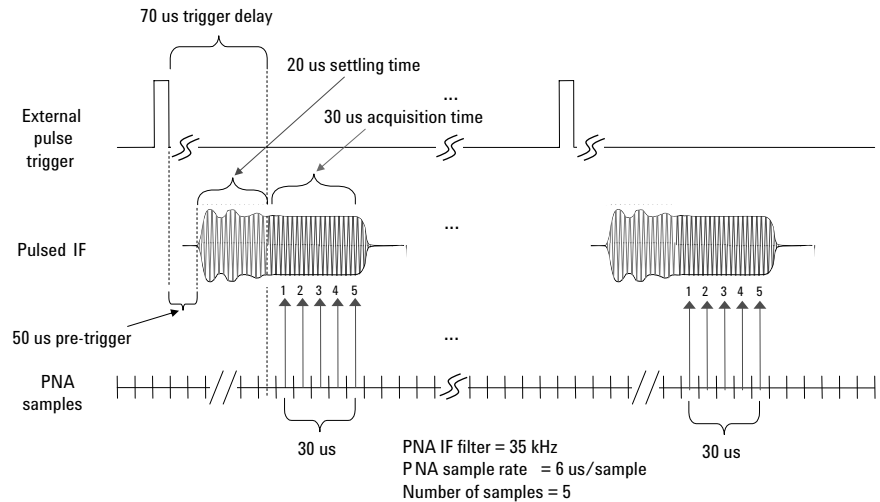 70 us trigger delay
20 us settling time
...
30 us acquisition time
External
pulse
trigger
Pulsed IF
...
1 2 3 4 5
1 2 3 4 5
50 us pre-trigger
...
PNA
samples
30 us
30 us
PNA IF filter = 35 kHz
PNA sample rate = 6 us/sample
Number of samples = 5